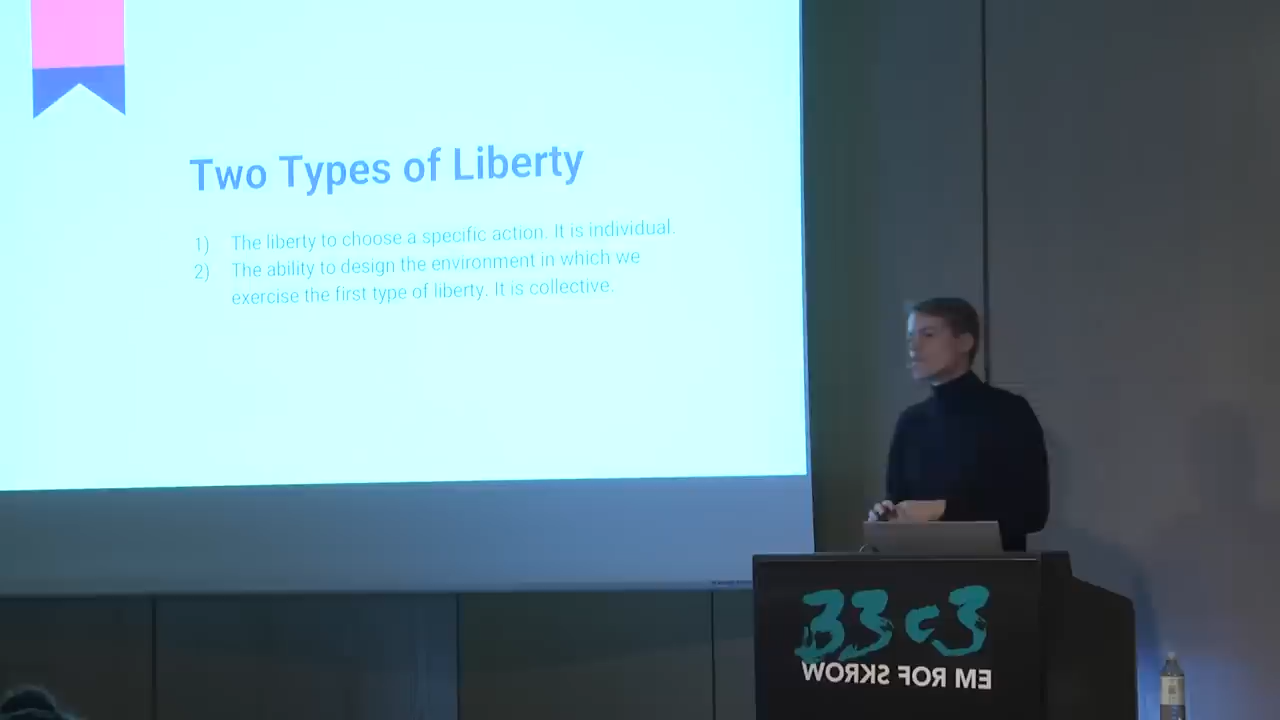 Two Types of Liberty
1) The liberty to choose a specific action. It is individual.
2) The ability to design the environment in which we
exercise the first type of liberty. It is collective.
33c3
WORKS FOR ME